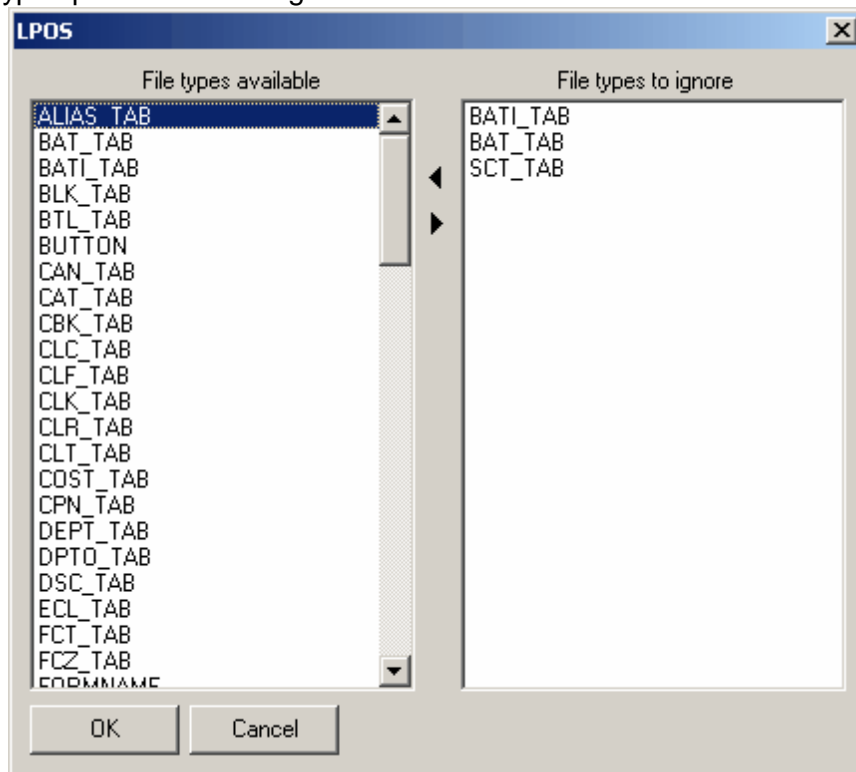 LPOS
File types available
File types to ignore
ALIAS_TAB
BAT_TAB
BATI_TAB
BLK_TAB
BTL_TAB
BUTTON
CAN_TAB
CAT_TAB
CBK_TAB
CLC_TAB
CLF_TAB
CLK_TAB
CLR_TAB
CLT_TAB
COST_TAB
CPN_TAB
DEPT_TAB
DPTO_TAB
DSC_TAB
ECL_TAB
FCT_TAB
FCZ_TAB
FORMNAME
BATI_TAB
BAT_TAB
SCT_TAB
OK
Cancel